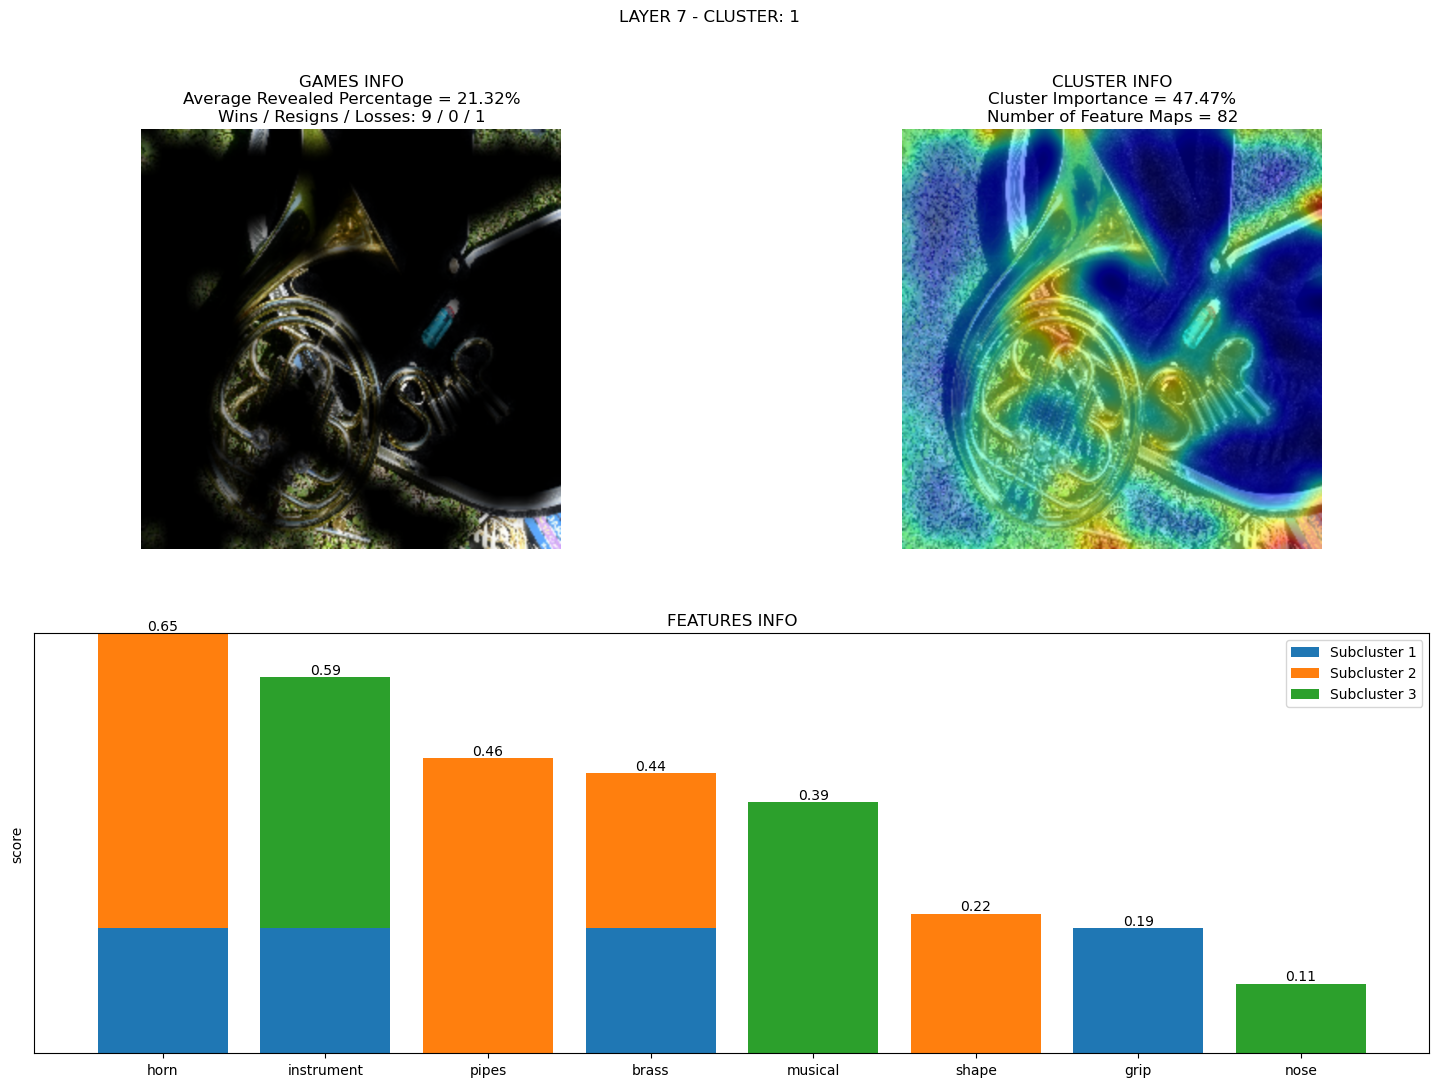 LAYER 7 - CLUSTER: 1
GAMES INFO
Average Revealed Percentage = 21.32%
Wins / Resigns / Losses: 9 / 0 / 1
CLUSTER INFO
Cluster Importance = 47.47%
Number of Feature Maps = 82
FEATURES INFO
0.65
0.59
0.46
0.44
0.39
0.22
0.19
0.11
Subcluster 1
Subcluster 2
Subcluster 3
score
horn
instrument
pipes
brass
musical
shape
grip
nose